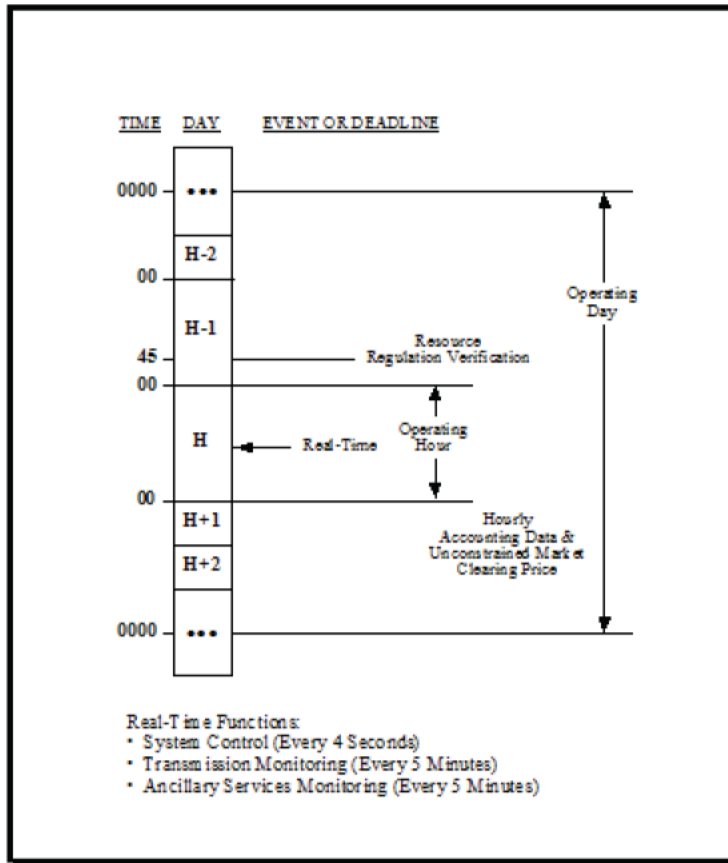 TIME DAY EVENT OR DEADLINE
0000 •••
H-2
00
H-1
Resource
45 Regulation Verification
00
Operating
Day
H
Real-Time
Operating
Hour
00
H+1
Hourly
Accounting Data &
Unconstrained Market
Clearing Price
H+2
0000 •••
Real-Time Functions:
• System Control (Every 4 Seconds)
• Transmission Monitoring (Every 5 Minutes)
• Ancillary Services Monitoring (Every 5 Minutes)